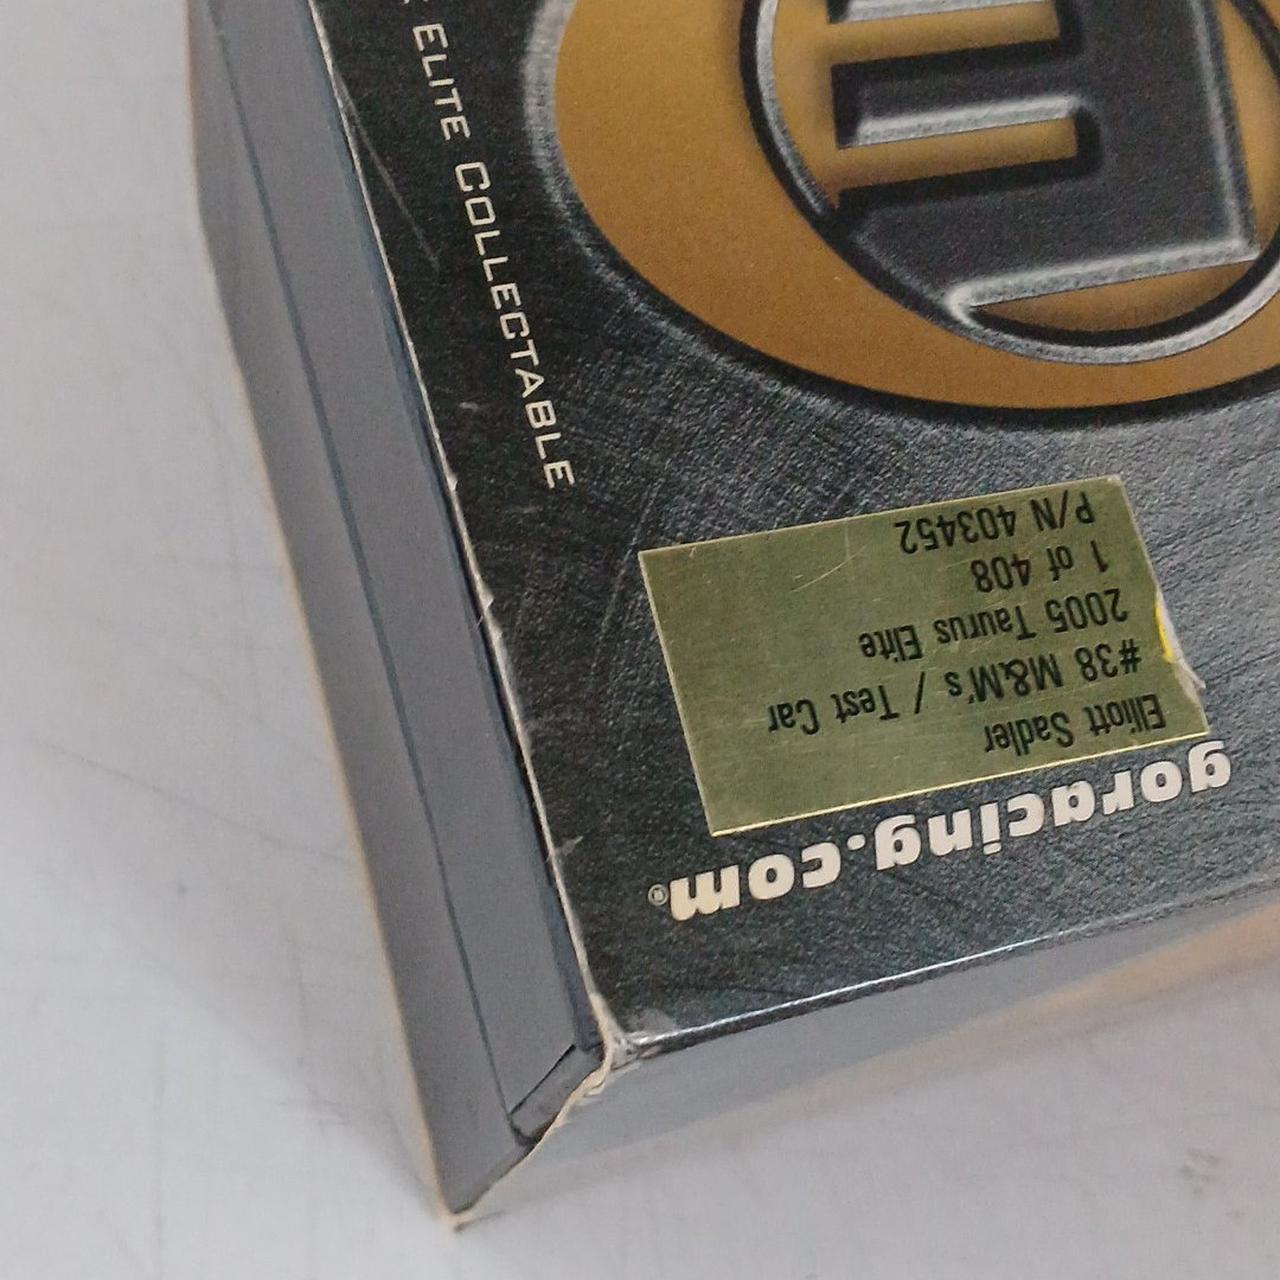 ELITE COLLECTABLE
goracing.com®
Elliott Sadler
#38 M&M's / Test Car
2005 Taurus Elite
1 of 408
P/N 403452
E